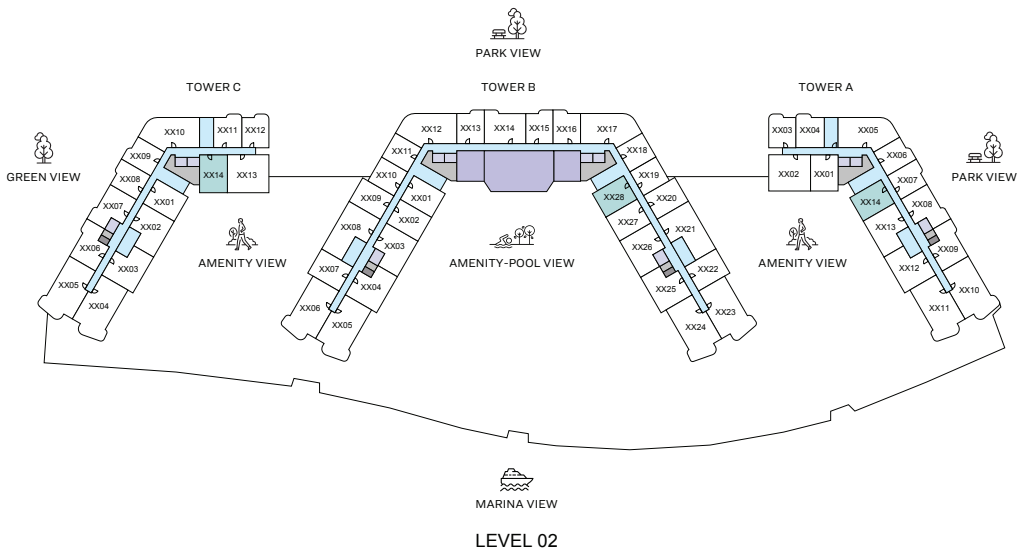 PARK VIEW
TOWER C
TOWER B
TOWER A
XX10
XX11
XX12
XX09
XX08
XX14
XX13
XX07
XX01
XX06
XX02
XX05
XX03
XX04
XX12
XX13
XX14
XX15
XX16
XX17
XX11
XX18
XX10
XX19
XX09
XX01
XX28
XX20
XX08
XX02
XX27
XX21
XX07
XX03
XX26
XX22
XX06
XX04
XX25
XX23
XX05
XX24
XX03
XX04
XX05
XX02
XX01
XX06
XX07
XX14
XX08
XX13
XX09
XX12
XX10
XX11
GREEN VIEW
PARK VIEW
AMENITY VIEW
AMENITY-POOL VIEW
AMENITY VIEW
MARINA VIEW
LEVEL 02